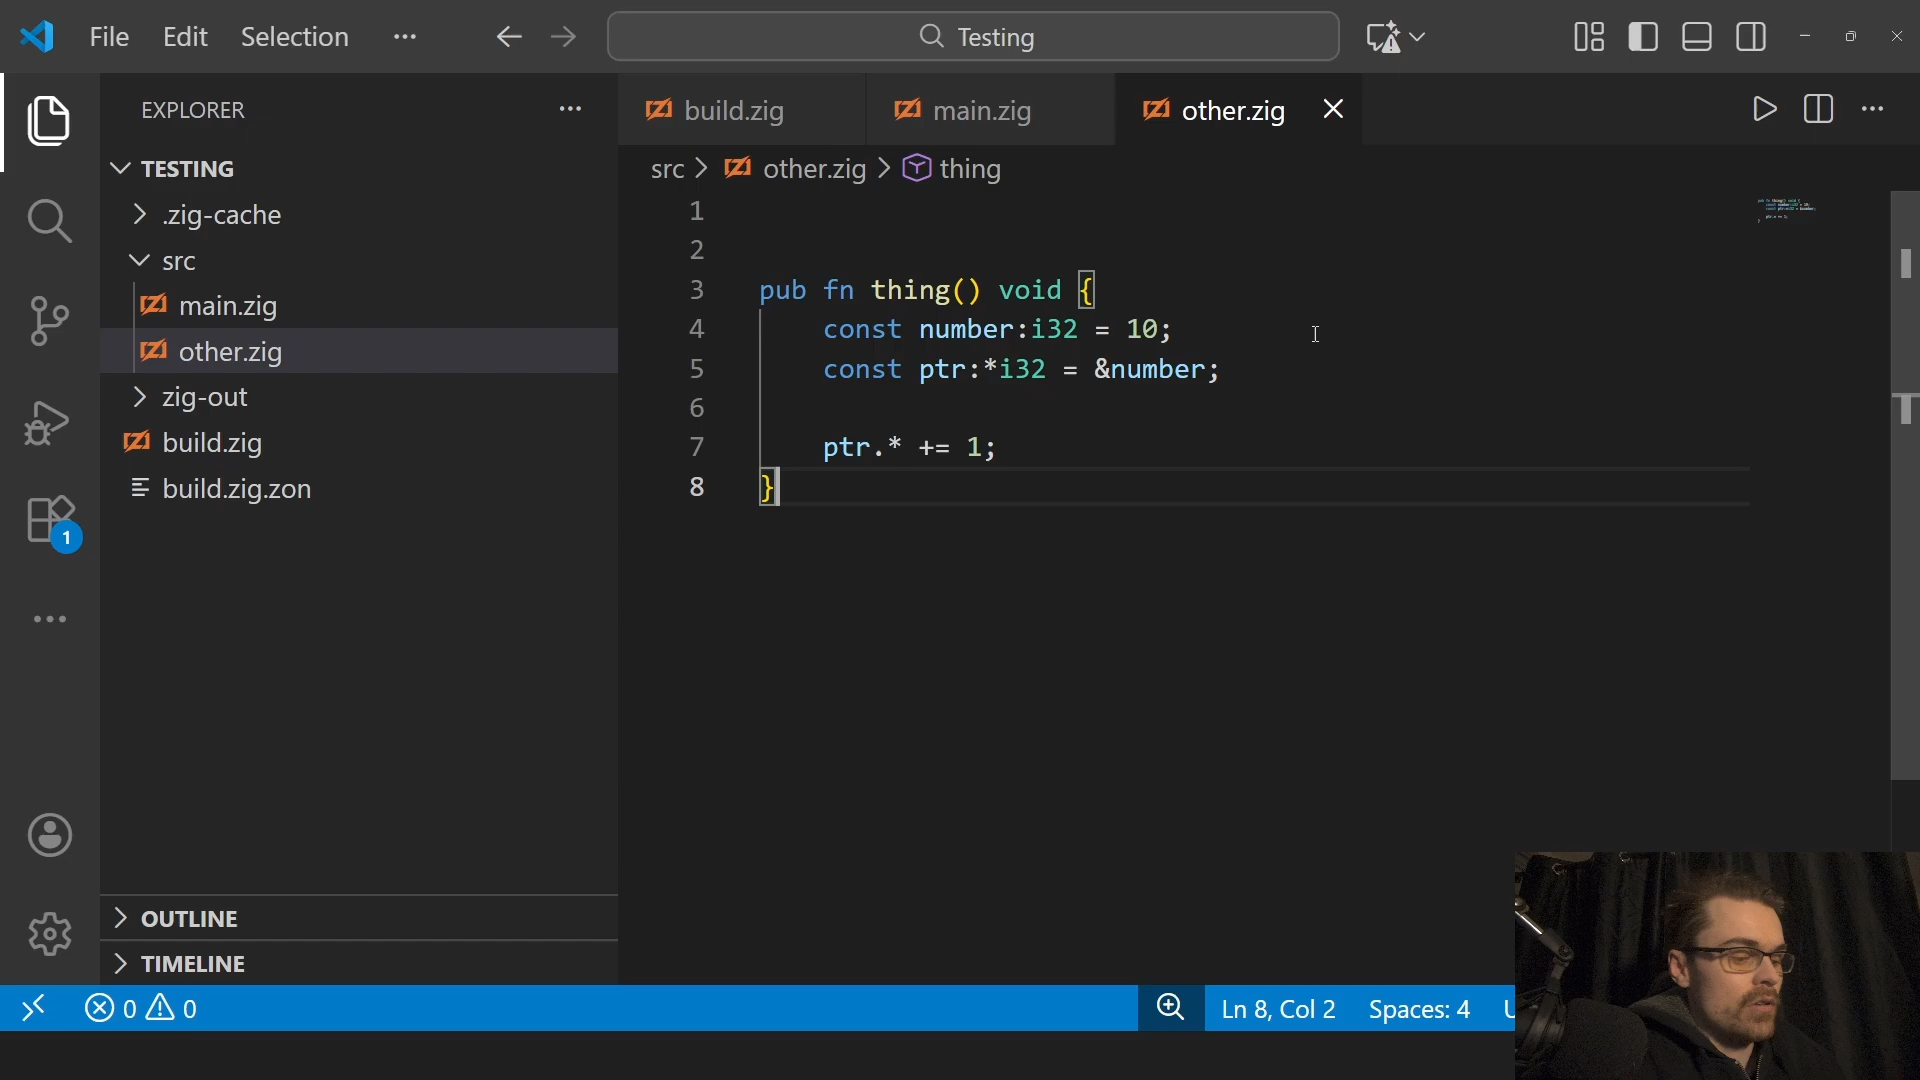 File Edit Selection ···
Testing
EXPLORER
TESTING
.zig-cache
src
main.zig
other.zig
zig-out
build.zig
build.zig.zon
OUTLINE
TIMELINE
1
build.zig
main.zig
other.zig
src > other.zig > thing
1
2
3 pub fn thing() void {
4 const number:i32 = 10;
5 const ptr:*i32 = &number;
6
7 ptr.* += 1;
8 }
0 0
Ln 8, Col 2 Spaces: 4